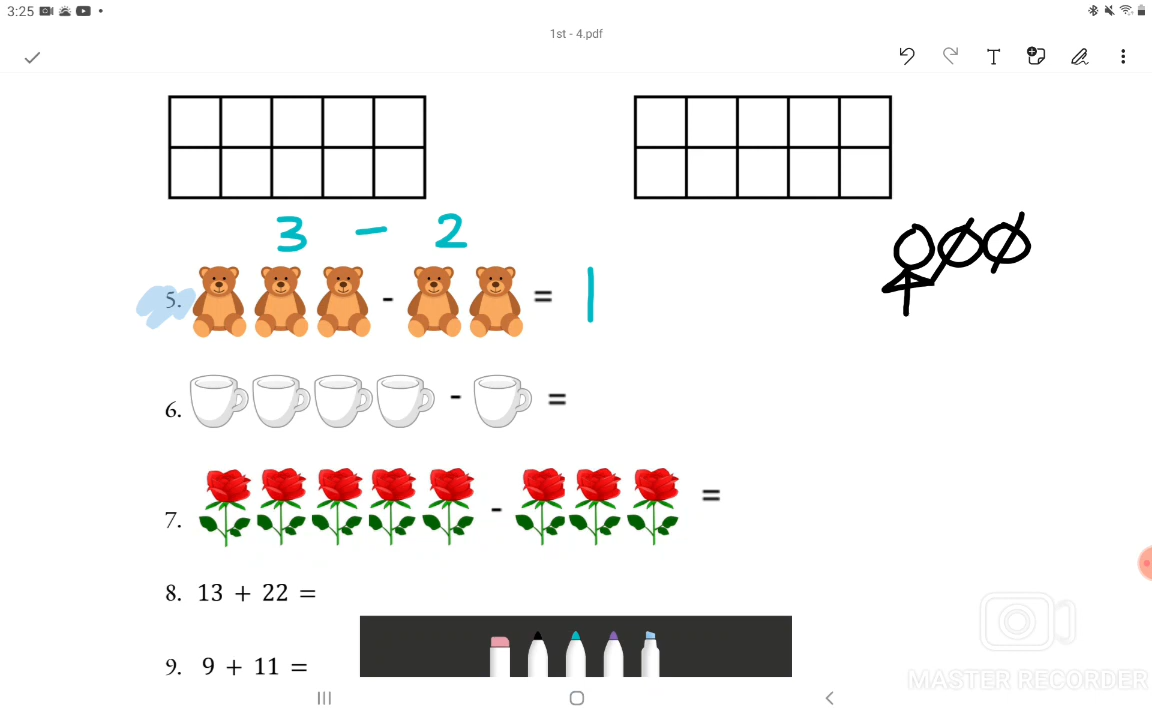 3:25
1st - 4.pdf
T
3 - 2
5. - = 1
6. - =
7. - =
8. 13 + 22 =
9. 9 + 11 =
MASTER RECORDER